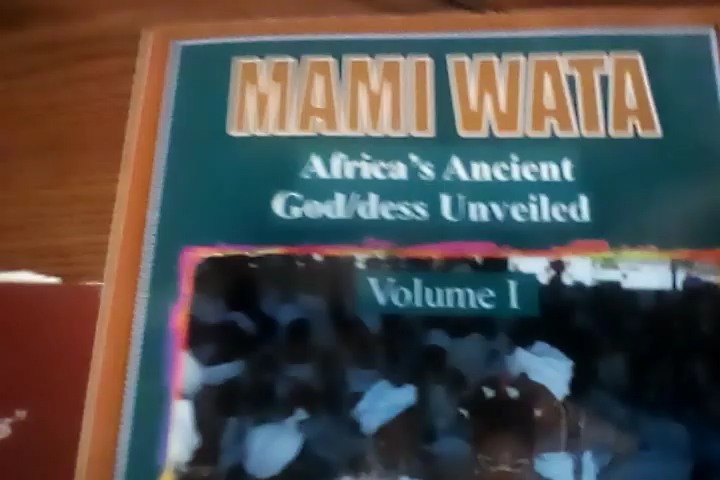 MAMI WATA
Africa's Ancient
God/dess Unveiled
Volume I